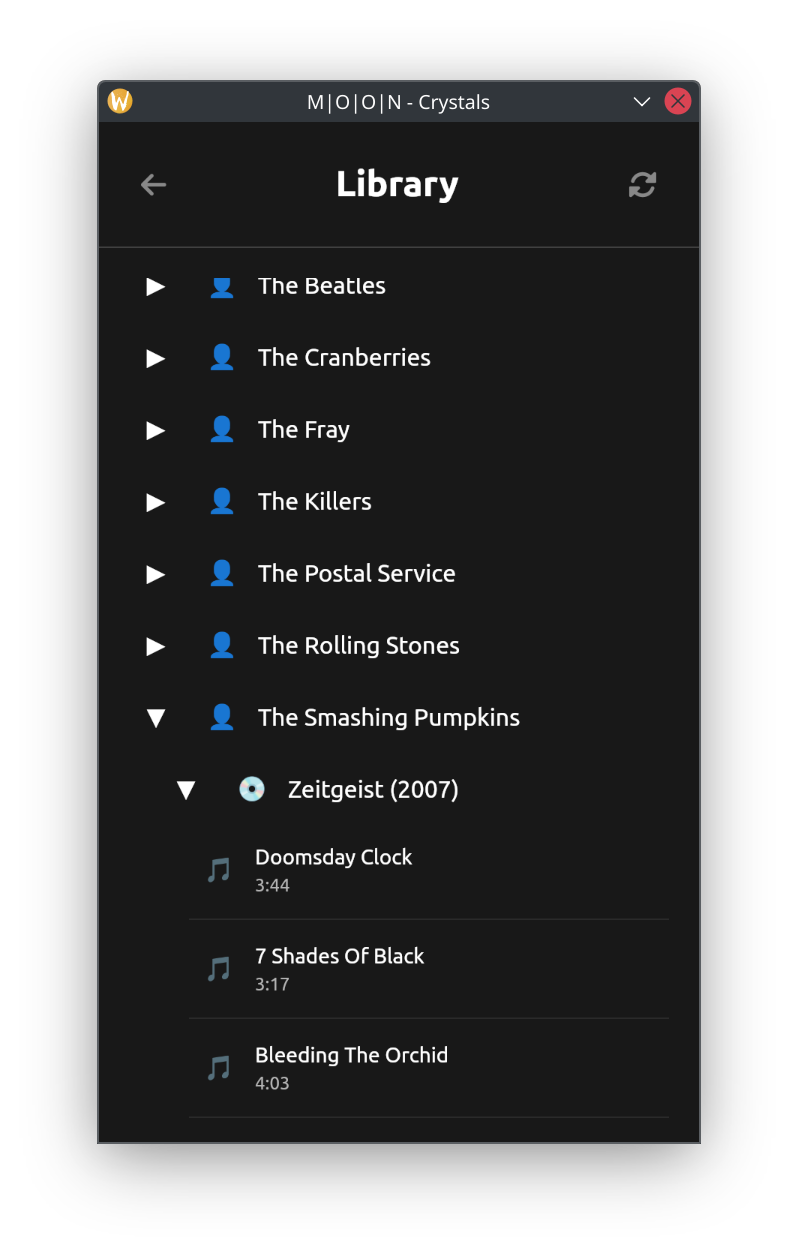 M|O|O|N - Crystals
Library
The Beatles
The Cranberries
The Fray
The Killers
The Postal Service
The Rolling Stones
The Smashing Pumpkins
Zeitgeist (2007)
Doomsday Clock
3:44
7 Shades Of Black
3:17
Bleeding The Orchid
4:03